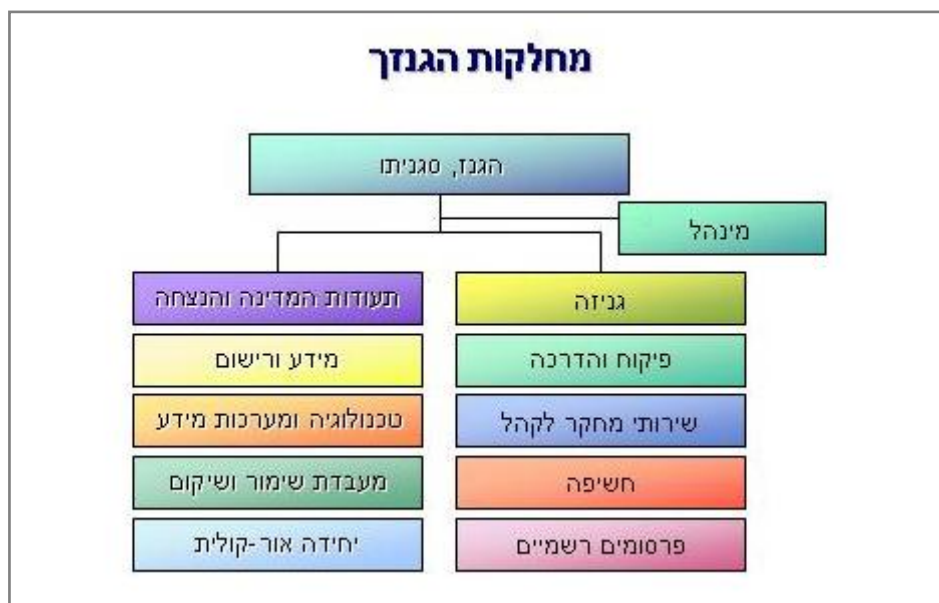 מחלקות הגנזך
הגנז, סגניתו
מינהל
גניזה
תעודות המדינה והנצחה
פיקוח והדרכה
מידע ורישום
שירותי מחקר לקהל
טכנולוגיה ומערכות מידע
חשיפה
מעבדת שימור ושיקום
פרסומים רשמיים
יחידה אור-קולית